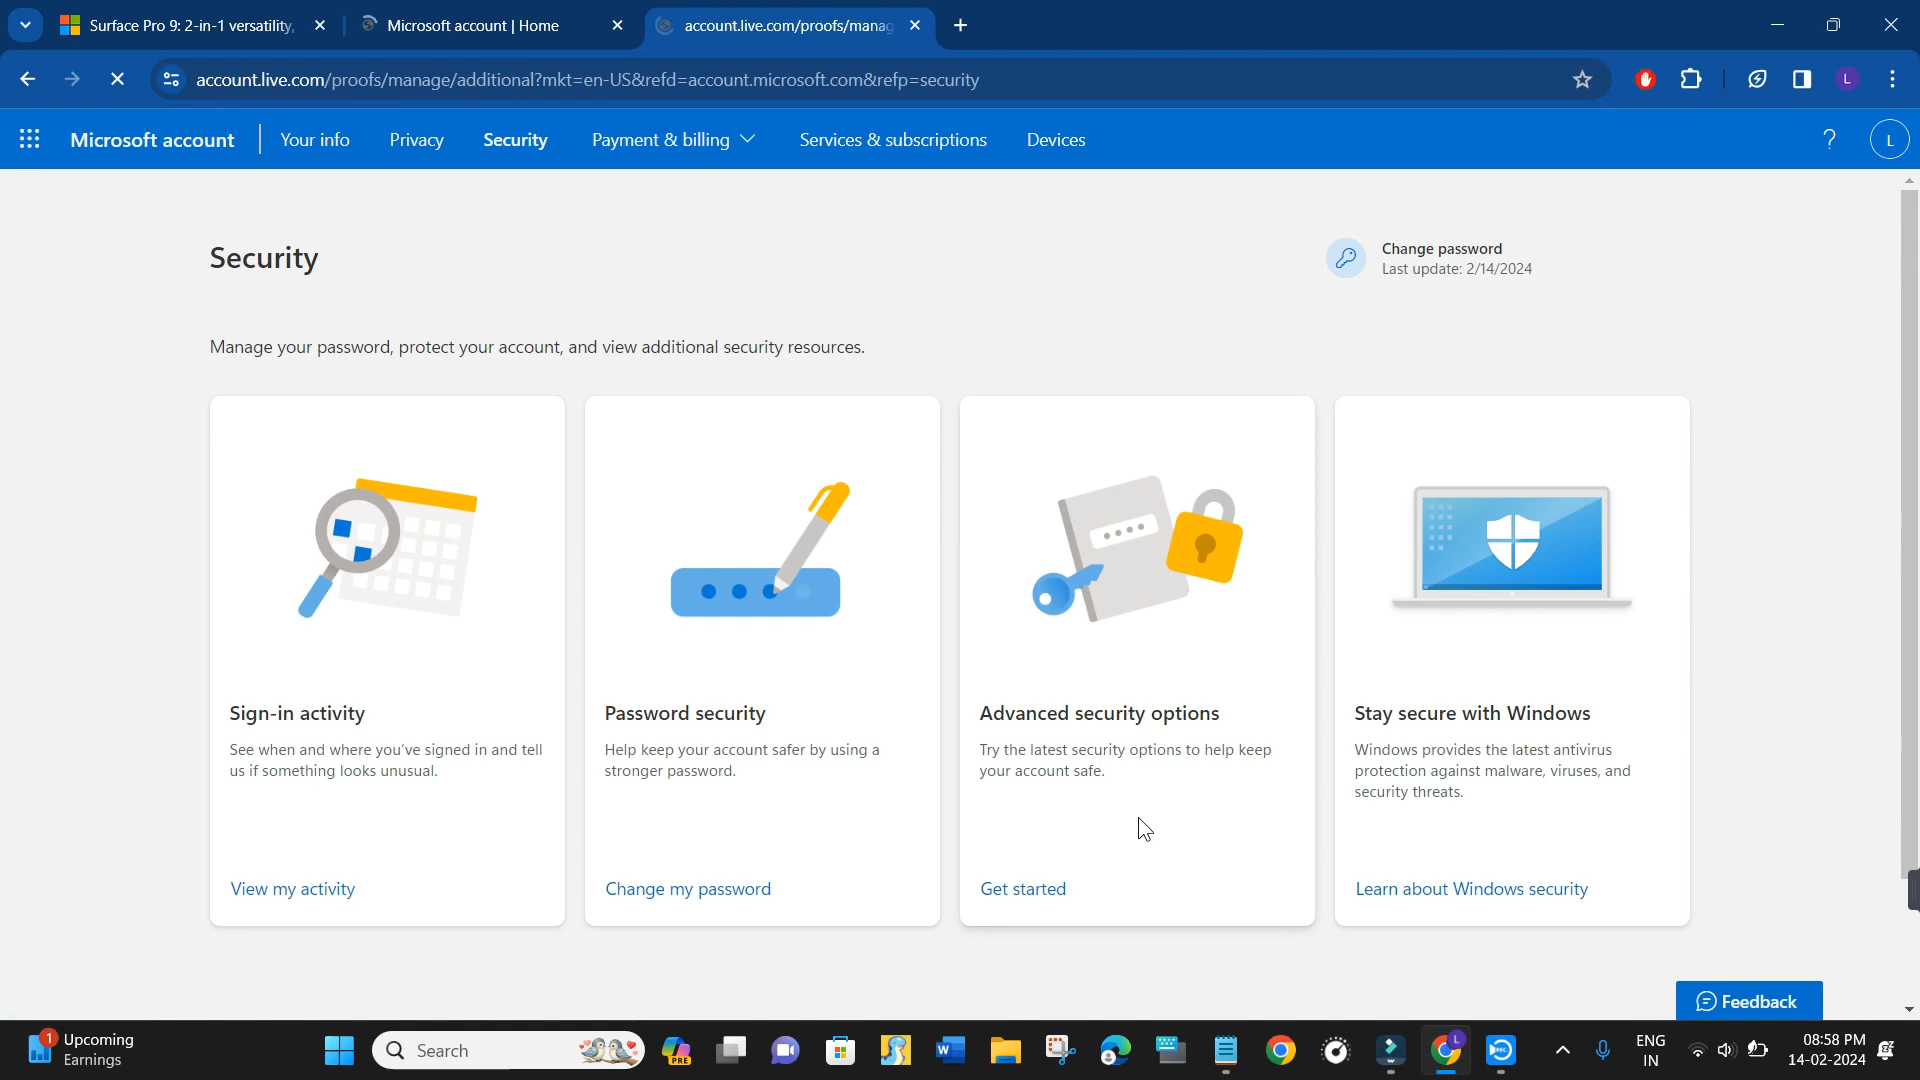 Surface Pro 9: 2-in-1 versatility,
Microsoft account | Home
account.live.com/proofs/manag
account.live.com/proofs/manage/additional?mkt=en-US&refd=account.microsoft.com&refp=security
L
Microsoft account
Your info
Privacy
Security
Payment & billing
Services & subscriptions
Devices
?
L
Security
Change password
Last update: 2/14/2024
Manage your password, protect your account, and view additional security resources.
Sign-in activity
See when and where you've signed in and tell
us if something looks unusual.
View my activity
Password security
Help keep your account safer by using a
stronger password.
Change my password
Advanced security options
Try the latest security options to help keep
your account safe.
Get started
Stay secure with Windows
Windows provides the latest antivirus
protection against malware, viruses, and
security threats.
Learn about Windows security
Feedback
1
Upcoming
Earnings
Search
PRE
W
L
REC
ENG
IN
08:58 PM
14-02-2024